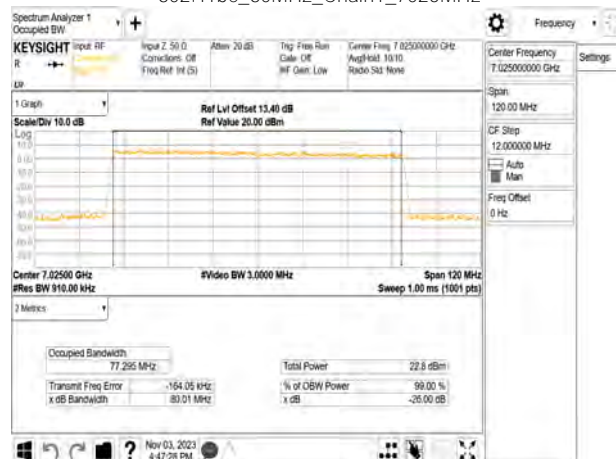 Spectrum Analyzer 1
Occupied BW
Frequency
KEYSIGHT
R
Input: RF
Input Z: 50 Ω
Corrections: Off
Freq Ref: Int (S)
Atten: 20 dB
Trig: Free Run
Gate: Off
#IF Gain: Low
Center Freq: 7.025000000 GHz
Avg|Hold: 10/10
Radio Std: None
Center Frequency
7.025000000 GHz
Settings
Span
120.00 MHz
CF Step
12.000000 MHz
Auto
Man
Freq Offset
0 Hz
1 Graph
Scale/Div 10.0 dB
Ref Lvl Offset 13.40 dB
Ref Value 20.00 dBm
Log
10.0
0.00
Center 7.02500 GHz
#Res BW 910.00 kHz
#Video BW 3.0000 MHz
Span 120 MHz
Sweep 1.00 ms (1001 pts)
2 Metrics
Occupied Bandwidth
77.295 MHz
Total Power
22.8 dBm
Transmit Freq Error
-164.05 kHz
% of OBW Power
99.00 %
x dB Bandwidth
80.01 MHz
x dB
-26.00 dB
Nov 03, 2023
4:47:28 PM